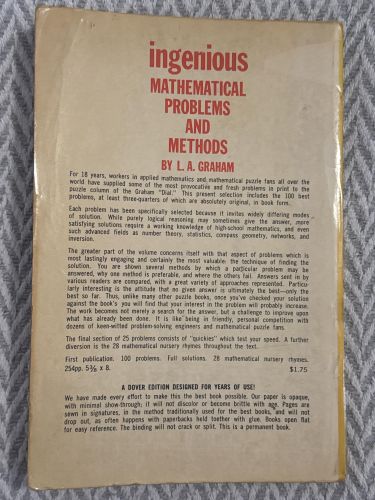 ingenious
MATHEMATICAL
PROBLEMS
AND
METHODS
BY L. A. GRAHAM
For 18 years, workers in applied mathematics and mathematical puzzle fans all over the
world have supplied some of the most provocative and fresh problems in print to the
puzzle column of the Graham "Dial." This present selection includes the 100 best
problems, at least three-quarters of which are absolutely original, in book form.
Each problem has been specifically selected because it invites widely differing modes
of solution. While purely logical reasoning may sometimes give the answer, more
satisfying solutions require a working knowledge of high-school mathematics, and even
such advanced fields as number theory, statistics, compass geometry, networks, and
inversion.
The greater part of the volume concerns itself with that aspect of problems which is
most lastingly engaging and certainly the most valuable: the technique of finding the
solution. You are shown several methods by which a particular problem may be
answered, why one method is preferable, and where the others fail. Answers sent in by
various readers are compared, with a great variety of approaches represented. Particu-
larly interesting is the attitude that no given answer is ultimately the best—only the
best so far. Thus, unlike many other puzzle books, once you've checked your solution
against the book's you will find that your interest in the problem will probably increase.
The work becomes not merely a search for the answer, but a challenge to improve upon
what has already been done. It is like being in friendly, personal competition with
dozens of keen-witted problem-solving engineers and mathematical puzzle fans.
The final section of 25 problems consists of "quickies" which test your speed. A further
diversion is the 28 mathematical nursery rhymes throughout the text.
First publication. 100 problems. Full solutions. 28 mathematical nursery rhymes.
254pp. 5⅜ x 8. $1.75
A DOVER EDITION DESIGNED FOR YEARS OF USE!
We have made every effort to make this the best book possible. Our paper is opaque,
with minimal show-through; it will not discolor or become brittle with age. Pages are
sewn in signatures, in the method traditionally used for the best books, and will not
drop out, as often happens with paperbacks held together with glue. Books open flat
for easy reference. The binding will not crack or split. This is a permanent book.